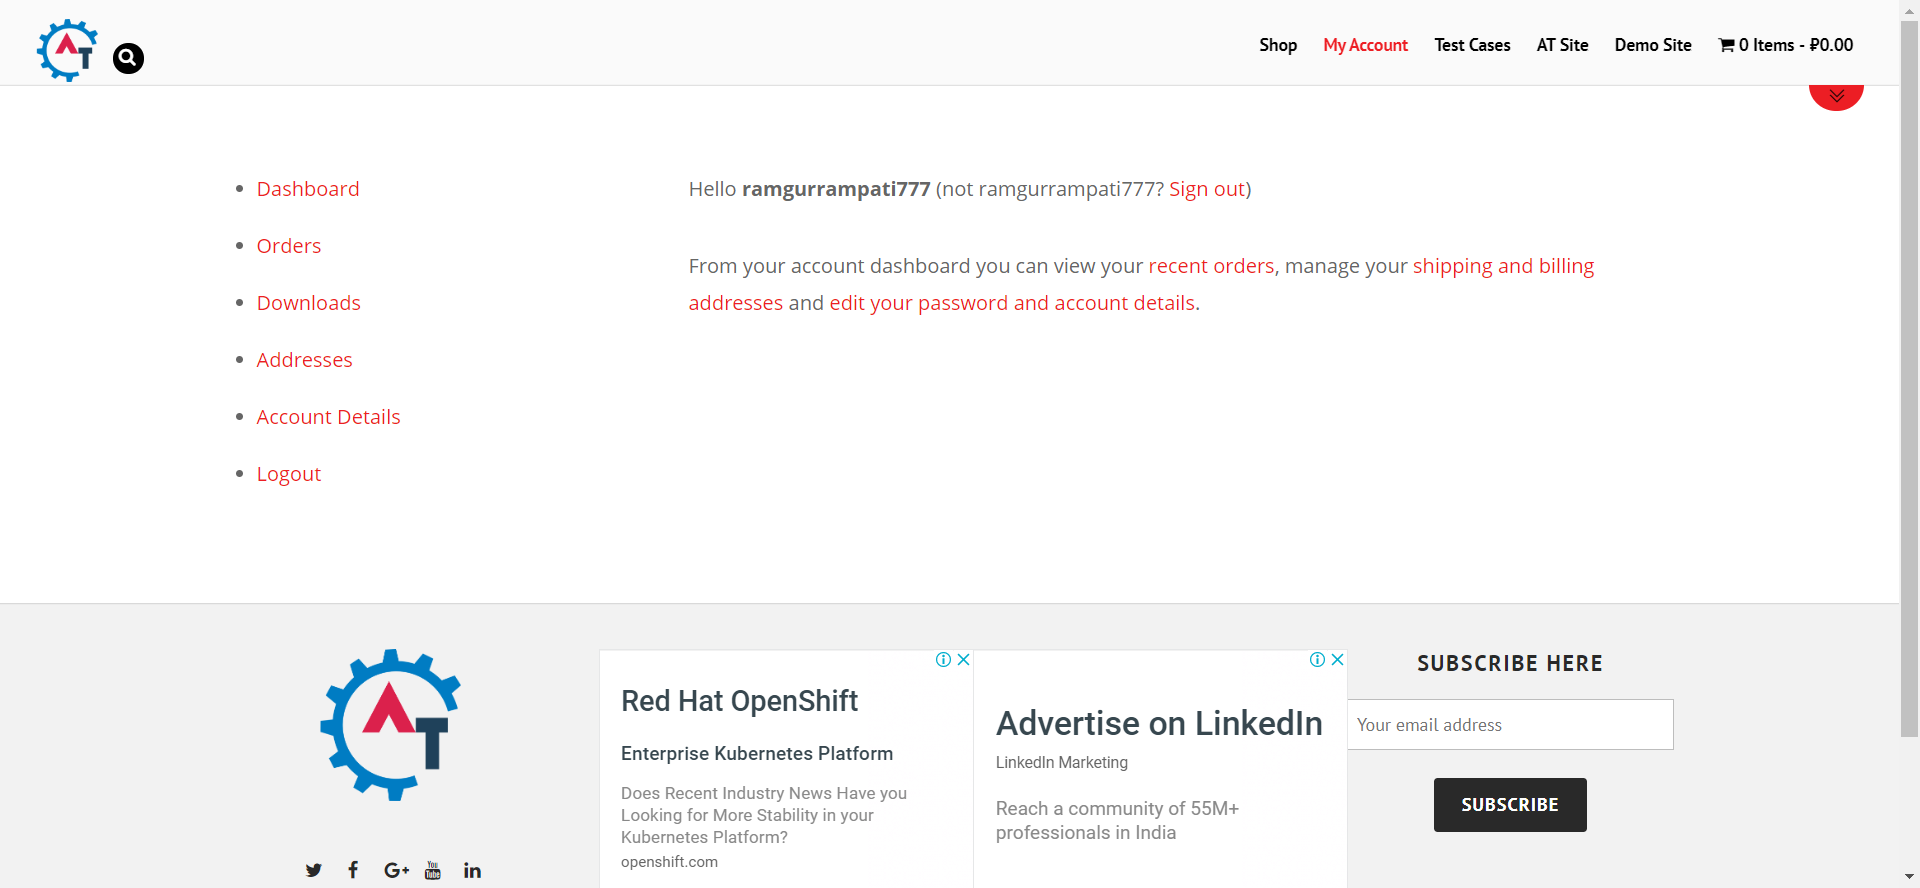 AT
Shop My Account Test Cases AT Site Demo Site 0 Items - ₽0.00
Dashboard
Orders
Downloads
Addresses
Account Details
Logout
Hello ramgurrampati777 (not ramgurrampati777? Sign out)
From your account dashboard you can view your recent orders, manage your shipping and billing
addresses and edit your password and account details.
AT
Red Hat OpenShift
Enterprise Kubernetes Platform
Does Recent Industry News Have you
Looking for More Stability in your
Kubernetes Platform?
openshift.com
Advertise on LinkedIn
LinkedIn Marketing
Reach a community of 55M+
professionals in India
SUBSCRIBE HERE
Your email address
SUBSCRIBE
G+ You Tube in